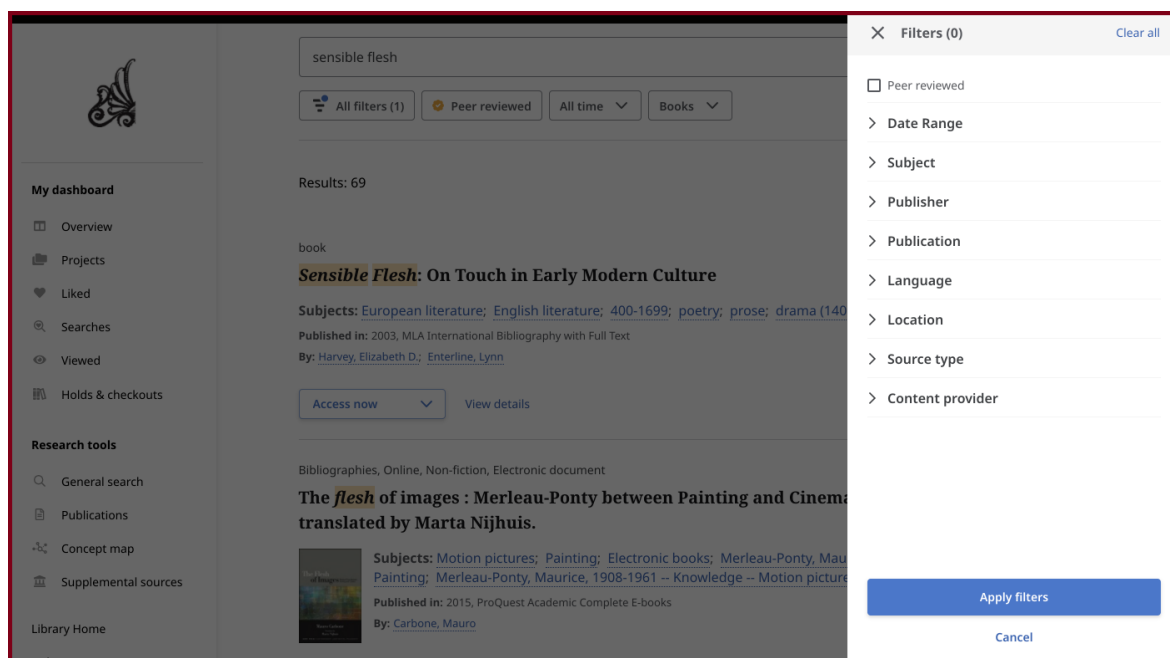 sensible flesh
All filters (1)
Peer reviewed
All time
Books
Results: 69
book
Sensible Flesh: On Touch in Early Modern Culture
Subjects: European literature; English literature; 400-1699; poetry; prose; drama (140
Published in: 2003, MLA International Bibliography with Full Text
By: Harvey, Elizabeth D.; Enterline, Lynn
Access now
View details
Bibliographies, Online, Non-fiction, Electronic document
The flesh of images : Merleau-Ponty between Painting and Cinema
translated by Marta Nijhuis.
Subjects: Motion pictures; Painting; Electronic books; Merleau-Ponty, Mau
Painting; Merleau-Ponty, Maurice, 1908-1961 -- Knowledge -- Motion picture
Published in: 2015, ProQuest Academic Complete E-books
By: Carbone, Mauro
My dashboard
Overview
Projects
Liked
Searches
Viewed
Holds & checkouts
Research tools
General search
Publications
Concept map
Supplemental sources
Library Home
Filters (0)
Clear all
Peer reviewed
Date Range
Subject
Publisher
Publication
Language
Location
Source type
Content provider
Apply filters
Cancel